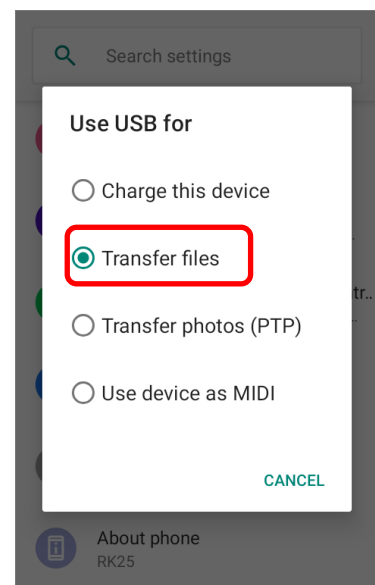 Search settings
Use USB for
Charge this device
Transfer files
tr..
Transfer photos (PTP)
Use device as MIDI
CANCEL
About phone
RK25